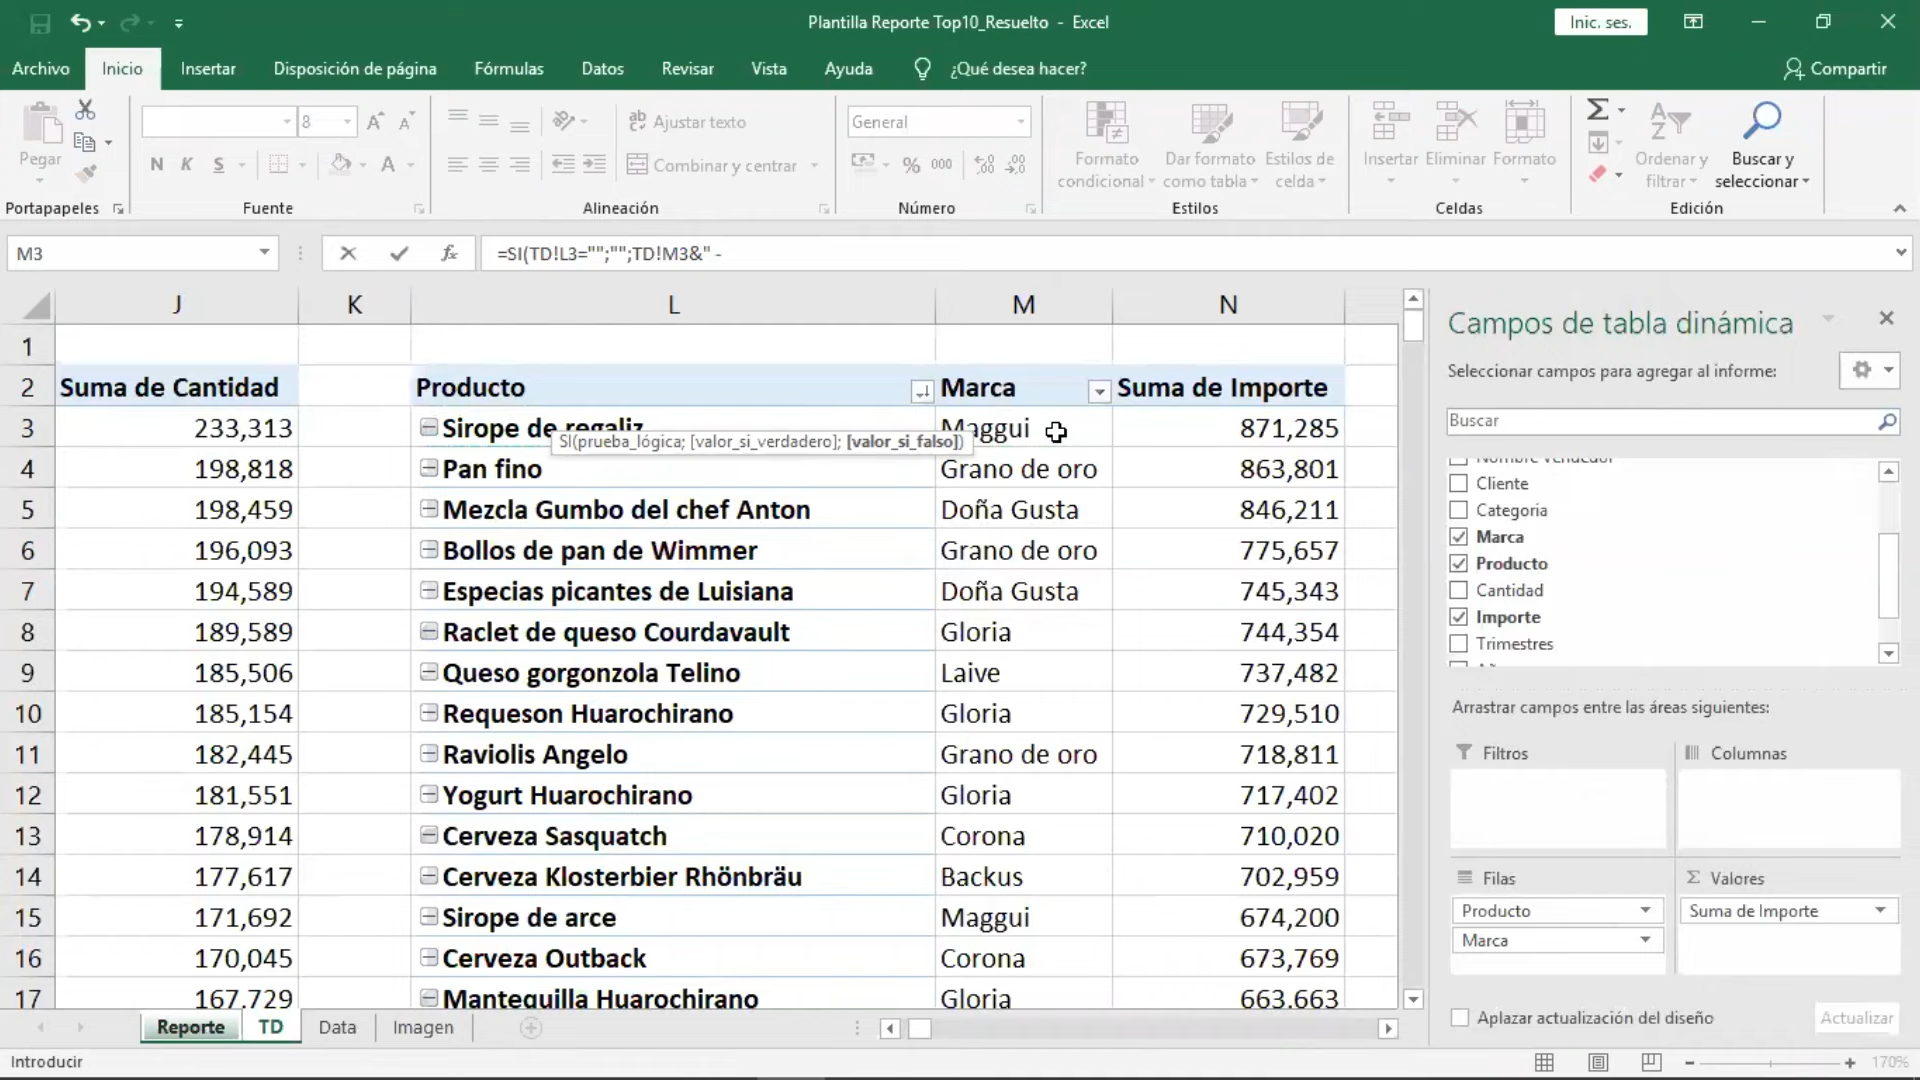 Plantilla Reporte Top10_Resuelto - Excel
Inic. ses.
Archivo Inicio Insertar Disposición de página Fórmulas Datos Revisar Vista Ayuda ¿Qué desea hacer? Compartir
Pegar
8
N K S A
Ajustar texto
Combinar y centrar
General
% 000
Formato condicional
Dar formato como tabla
Estilos de celda
Insertar Eliminar Formato
Ordenar y filtrar
Buscar y seleccionar
Portapapeles Fuente Alineación Número Estilos Celdas Edición
M3 fx =SI(TD!L3="";"";TD!M3&" -
J K L M N
1
2 Suma de Cantidad Producto Marca Suma de Importe
3 233,313 Sirope de regaliz Maggui 871,285
SI(prueba_lógica; [valor_si_verdadero]; [valor_si_falso])
4 198,818 Pan fino Grano de oro 863,801
5 198,459 Mezcla Gumbo del chef Anton Doña Gusta 846,211
6 196,093 Bollos de pan de Wimmer Grano de oro 775,657
7 194,589 Especias picantes de Luisiana Doña Gusta 745,343
8 189,589 Raclet de queso Courdavault Gloria 744,354
9 185,506 Queso gorgonzola Telino Laive 737,482
10 185,154 Requeson Huarochirano Gloria 729,510
11 182,445 Raviolis Angelo Grano de oro 718,811
12 181,551 Yogurt Huarochirano Gloria 717,402
13 178,914 Cerveza Sasquatch Corona 710,020
14 177,617 Cerveza Klosterbier Rhönbräu Backus 702,959
15 171,692 Sirope de arce Maggui 674,200
16 170,045 Cerveza Outback Corona 673,769
17 167,729 Mantequilla Huarochirano Gloria 663,663
Campos de tabla dinámica
Seleccionar campos para agregar al informe:
Buscar
Nombre vendedor
Cliente
Categoria
Marca
Producto
Cantidad
Importe
Trimestres
Arrastrar campos entre las áreas siguientes:
Filtros Columnas
Filas Valores
Producto Suma de Importe
Marca
Aplazar actualización del diseño Actualizar
Reporte TD Data Imagen
Introducir 170%